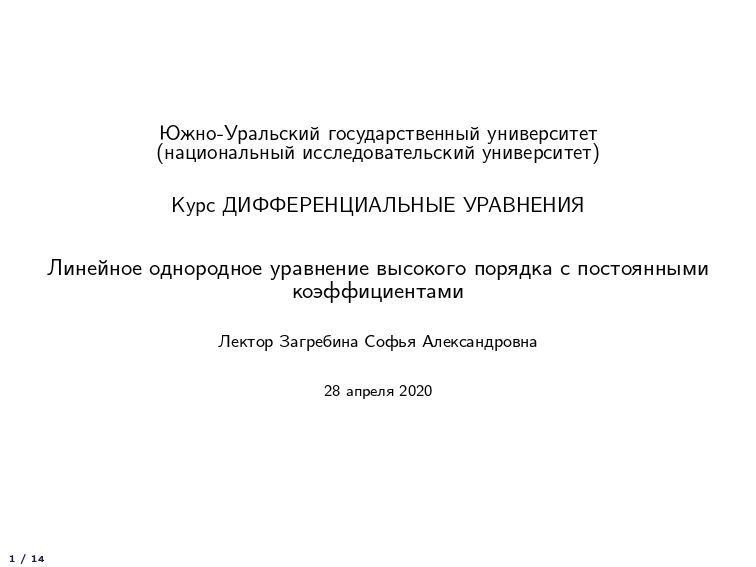 Южно-Уральский государственный университет
(национальный исследовательский университет)
Курс ДИФФЕРЕНЦИАЛЬНЫЕ УРАВНЕНИЯ
Линейное однородное уравнение высокого порядка с постоянными
коэффициентами
Лектор Загребина Софья Александровна
28 апреля 2020
1 / 14